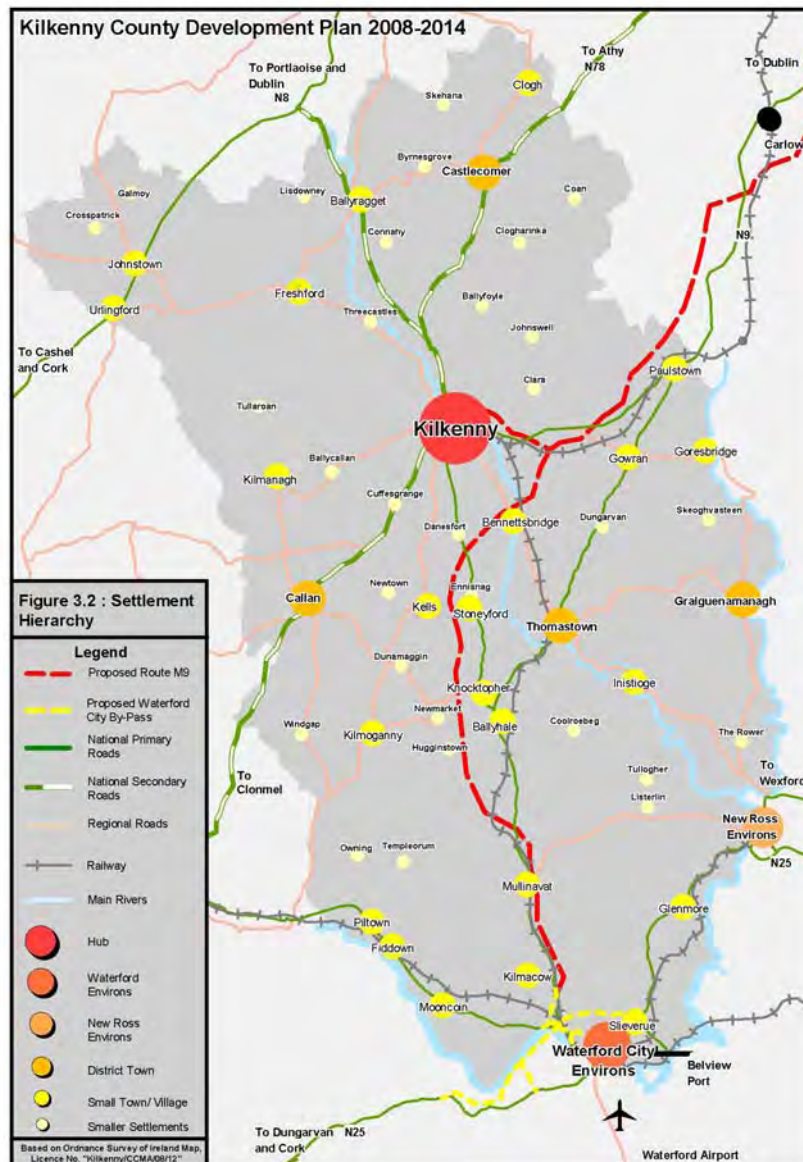 Kilkenny County Development Plan 2008-2014
To Portlaoise and
Dublin
N8
To Athy
N78
To Dublin
Clogh
Skehana
Carlow
Byrnesgrove
Castlecomer
Galmoy
Lisdowney
Ballyragget
Coan
Crosspatrick
Connahy
Clogharinka
N9
Johnstown
Freshford
Urlingford
Threecastles
Ballyfoyle
Johnswell
To Cashel
and Cork
Paulstown
Clara
Tullaroan
Kilkenny
Goresbridge
Gowran
Ballycallan
Kilmanagh
Cuffesgrange
Danesfort
Bennettsbridge
Dungarvan
Skeoghvasteen
Newtown
Ennisnag
Callan
Kells
Stoneyford
Graiguenamanagh
Thomastown
Dunamaggin
Knocktopher
Inistioge
Newmarket
Ballyhale
Windgap
Kilmoganny
Hugginstown
Coolroebeg
The Rower
To
Wexford
Tullogher
Listerlin
To
Clonmel
New Ross
Environs
N25
Owning
Templeorum
Mullinavat
Glenmore
Piltown
Fiddown
Kilmacow
Mooncoin
Slieverue
Waterford City
Environs
Belview
Port
To Dungarvan N25
and Cork
Waterford Airport
Figure 3.2 : Settlement
Hierarchy
Legend
Proposed Route M9
Proposed Waterford
City By-Pass
National Primary
Roads
National Secondary
Roads
Regional Roads
Railway
Main Rivers
Hub
Waterford
Environs
New Ross
Environs
District Town
Small Town/ Village
Smaller Settlements
Based on Ordnance Survey of Ireland Map,
Licence No. "Kilkenny/CCMA/08/12"